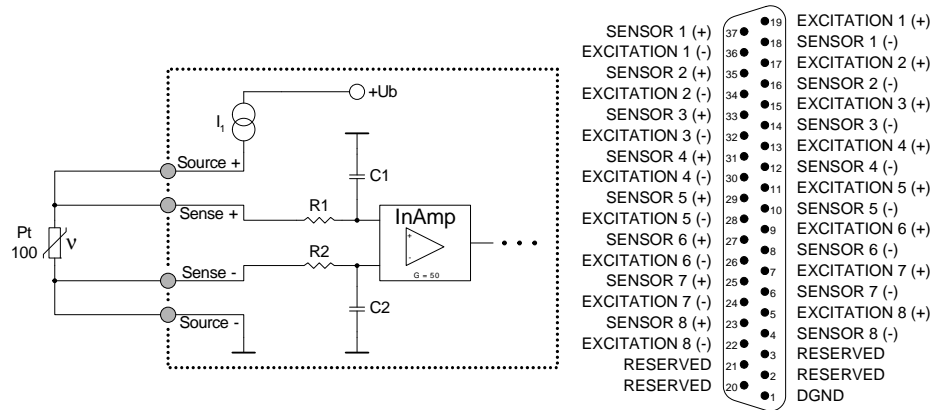 +Ub
I1
Source +
C1
Sense +
R1
InAmp
+
-
G = 50
Pt
100
ν
R2
Sense -
C2
Source -
SENSOR 1 (+)
EXCITATION 1 (-)
SENSOR 2 (+)
EXCITATION 2 (-)
SENSOR 3 (+)
EXCITATION 3 (-)
SENSOR 4 (+)
EXCITATION 4 (-)
SENSOR 5 (+)
EXCITATION 5 (-)
SENSOR 6 (+)
EXCITATION 6 (-)
SENSOR 7 (+)
EXCITATION 7 (-)
SENSOR 8 (+)
EXCITATION 8 (-)
RESERVED
RESERVED
37
36
35
34
33
32
31
30
29
28
27
26
25
24
23
22
21
20
19
18
17
16
15
14
13
12
11
10
9
8
7
6
5
4
3
2
1
EXCITATION 1 (+)
SENSOR 1 (-)
EXCITATION 2 (+)
SENSOR 2 (-)
EXCITATION 3 (+)
SENSOR 3 (-)
EXCITATION 4 (+)
SENSOR 4 (-)
EXCITATION 5 (+)
SENSOR 5 (-)
EXCITATION 6 (+)
SENSOR 6 (-)
EXCITATION 7 (+)
SENSOR 7 (-)
EXCITATION 8 (+)
SENSOR 8 (-)
RESERVED
RESERVED
DGND